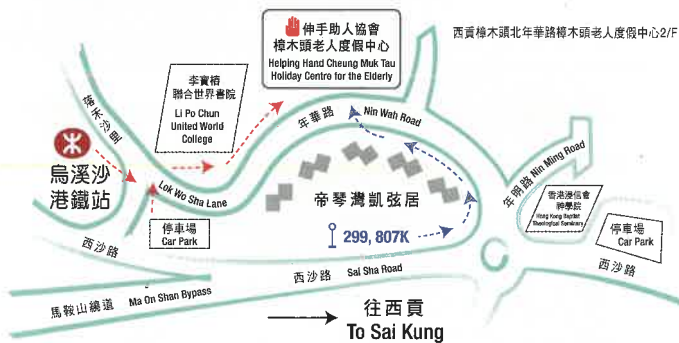 伸手助人協會
樟木頭老人度假中心
Helping Hand Cheung Muk Tau
Holiday Centre for the Elderly
西貢樟木頭北年華路樟木頭老人度假中心2/F
李寶椿
聯合世界書院
Li Po Chun
United World
College
落禾沙里
年華路
Nin Wah Road
烏溪沙
港鐵站
Lok Wo Sha Lane
年明路 Nin Ming Road
帝琴灣凱弦居
香港浸信會
神學院
Hong Kong Baptist
Theological Seminary
停車場
Car Park
停車場
Car Park
299, 807K
西沙路
西沙路 Sai Sha Road
西沙路
馬鞍山繞道 Ma On Shan Bypass
往西貢
To Sai Kung